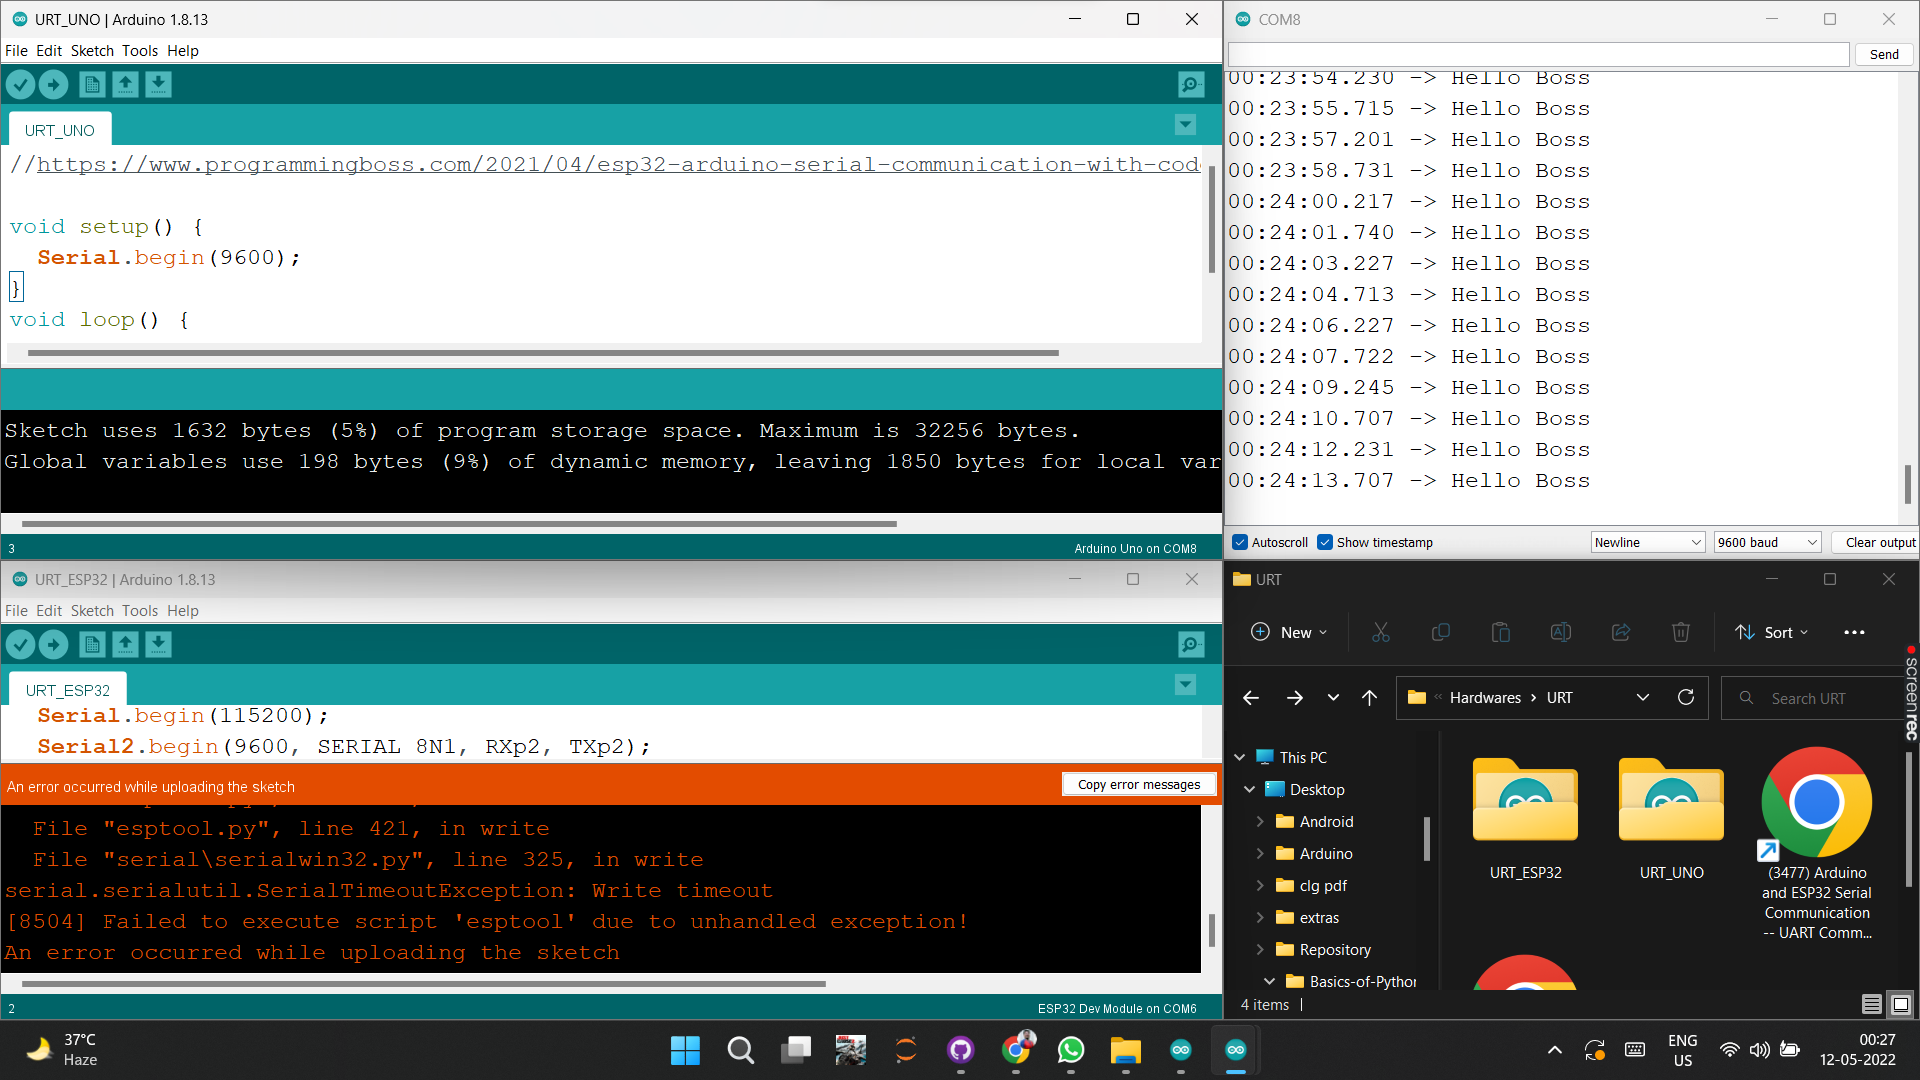 URT_UNO | Arduino 1.8.13
File Edit Sketch Tools Help
URT_UNO
//https://www.programmingboss.com/2021/04/esp32-arduino-serial-communication-with-cod
void setup() {
Serial.begin(9600);
}
void loop() {
Sketch uses 1632 bytes (5%) of program storage space. Maximum is 32256 bytes.
Global variables use 198 bytes (9%) of dynamic memory, leaving 1850 bytes for local var
3
Arduino Uno on COM8
COM8
Send
00:23:54.230 -> Hello Boss
00:23:55.715 -> Hello Boss
00:23:57.201 -> Hello Boss
00:23:58.731 -> Hello Boss
00:24:00.217 -> Hello Boss
00:24:01.740 -> Hello Boss
00:24:03.227 -> Hello Boss
00:24:04.713 -> Hello Boss
00:24:06.227 -> Hello Boss
00:24:07.722 -> Hello Boss
00:24:09.245 -> Hello Boss
00:24:10.707 -> Hello Boss
00:24:12.231 -> Hello Boss
00:24:13.707 -> Hello Boss
Autoscroll Show timestamp Newline 9600 baud Clear output
URT_ESP32 | Arduino 1.8.13
File Edit Sketch Tools Help
URT_ESP32
Serial.begin(115200);
Serial2.begin(9600, SERIAL_8N1, RXp2, TXp2);
An error occurred while uploading the sketch
Copy error messages
File "esptool.py", line 421, in write
File "serial\serialwin32.py", line 325, in write
serial.serialutil.SerialTimeoutException: Write timeout
[8504] Failed to execute script 'esptool' due to unhandled exception!
An error occurred while uploading the sketch
2
ESP32 Dev Module on COM6
URT
New Sort
« Hardwares › URT
Search URT
This PC
Desktop
Android
Arduino
clg pdf
extras
Repository
Basics-of-Python
URT_ESP32
URT_UNO
(3477) Arduino
and ESP32 Serial
Communication
-- UART Comm...
4 items
screenrec
37°C
Haze
ENG
US
00:27
12-05-2022